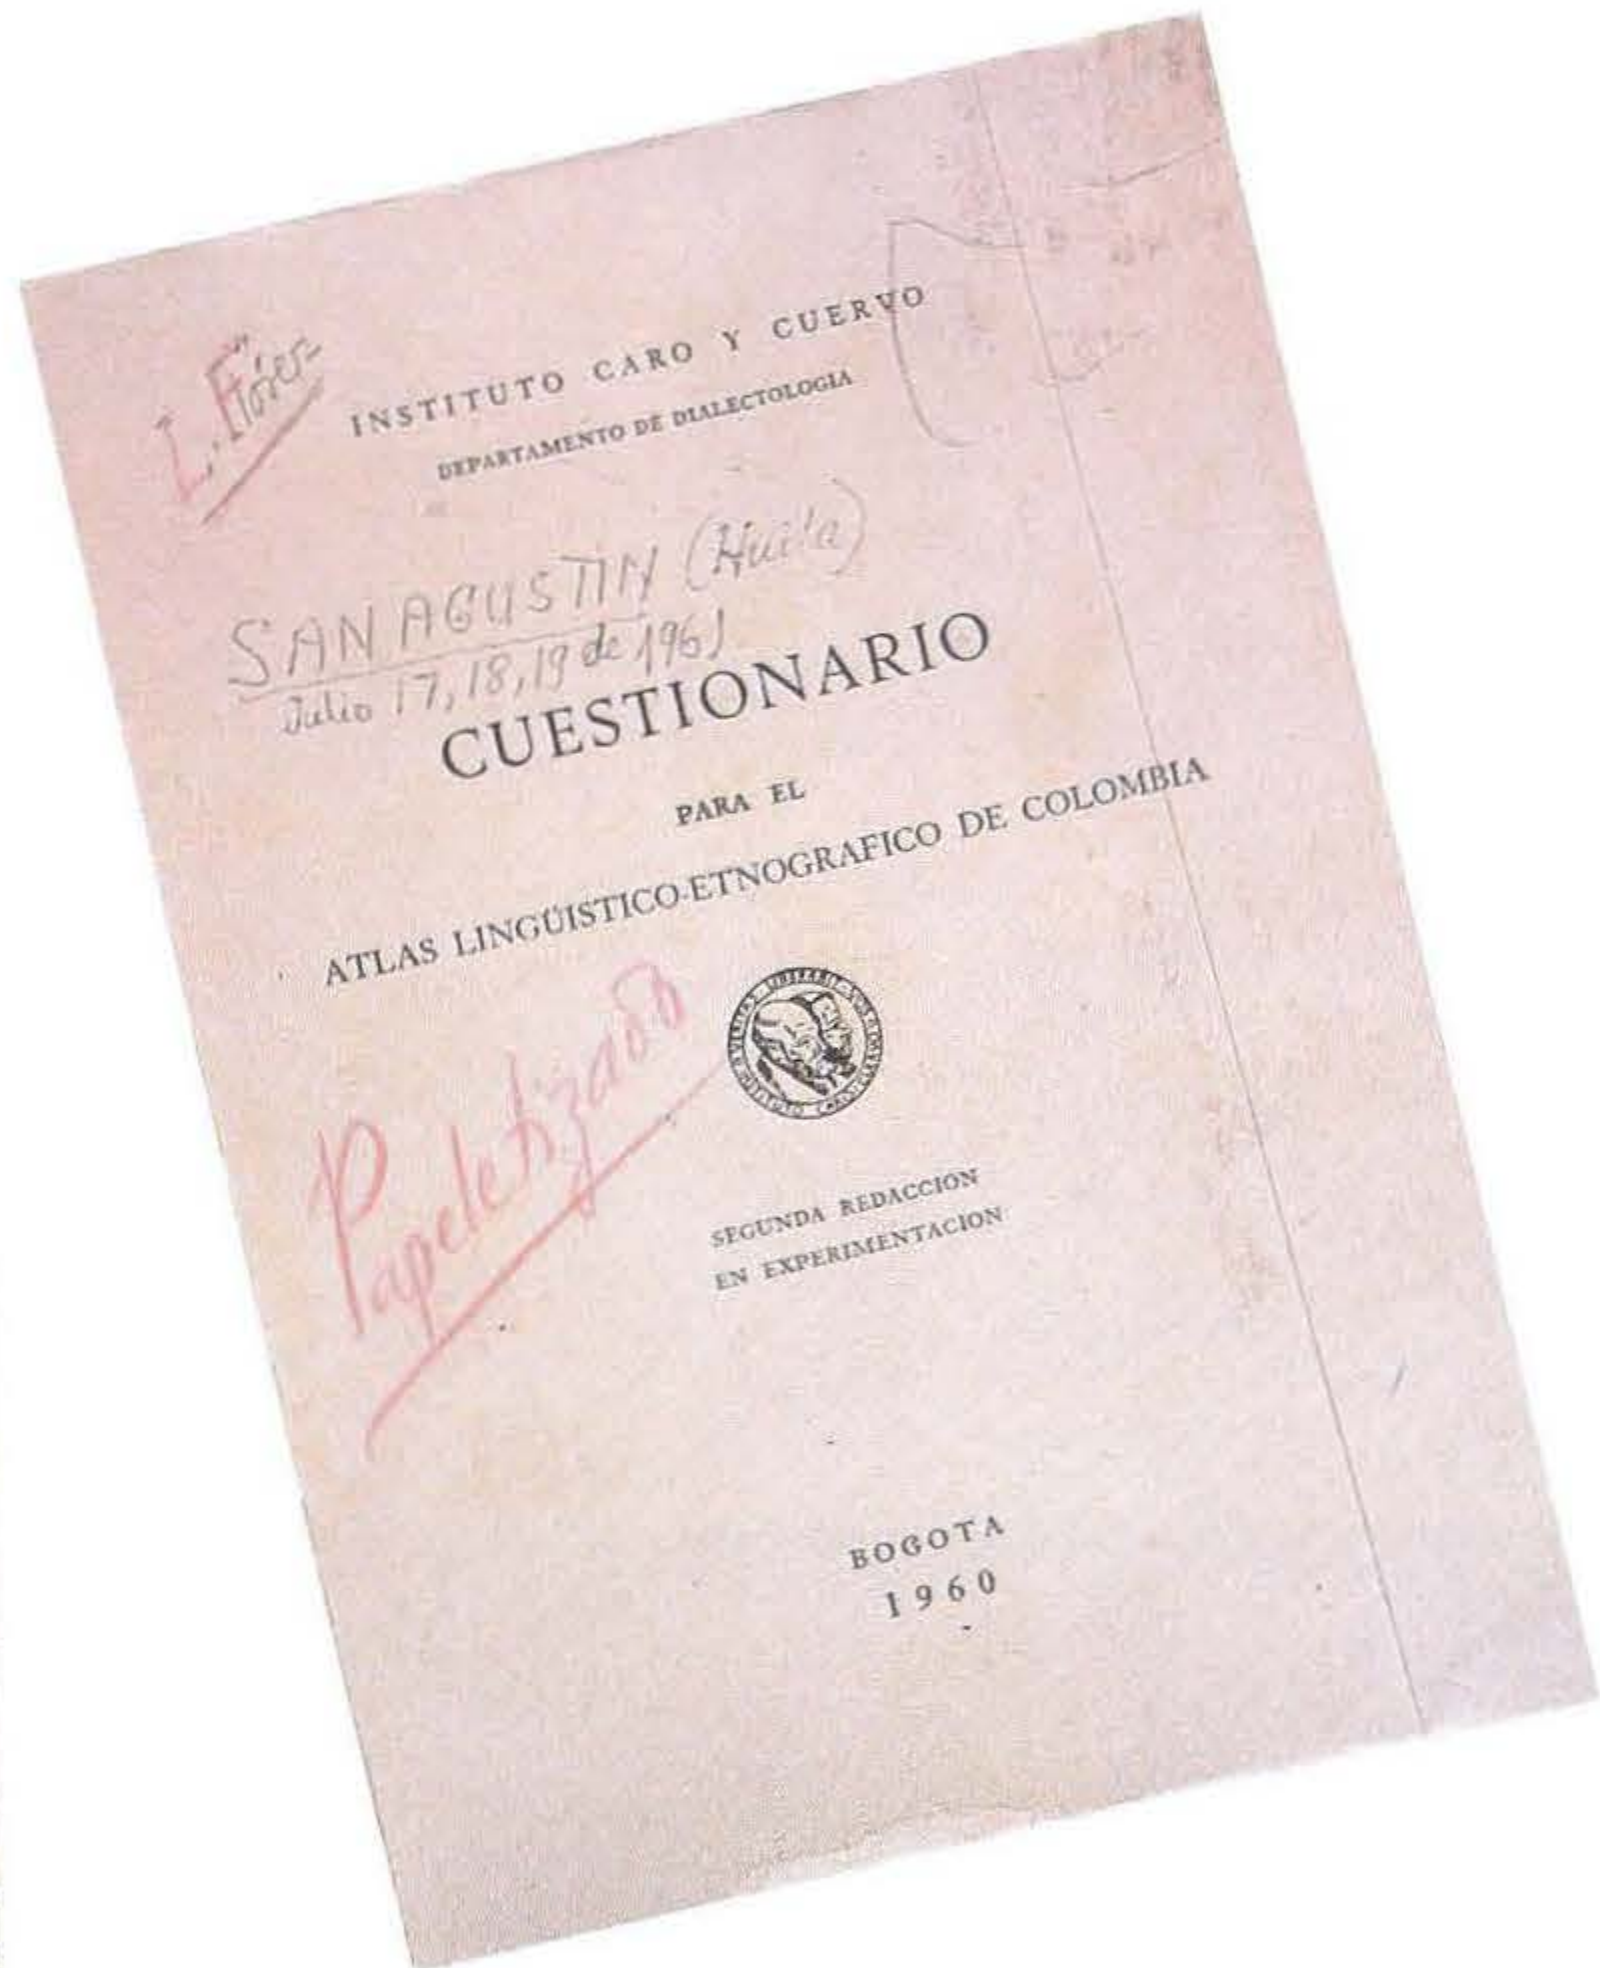 L. Flórez
INSTITUTO CARO Y CUERVO
DEPARTAMENTO DE DIALECTOLOGIA
SAN AGUSTIN (Huila)
Julio 17, 18, 19 de 1961
CUESTIONARIO
PARA EL
ATLAS LINGÜISTICO-ETNOGRAFICO DE COLOMBIA
Papeletizado
SEGUNDA REDACCION
EN EXPERIMENTACION
BOGOTA
1960